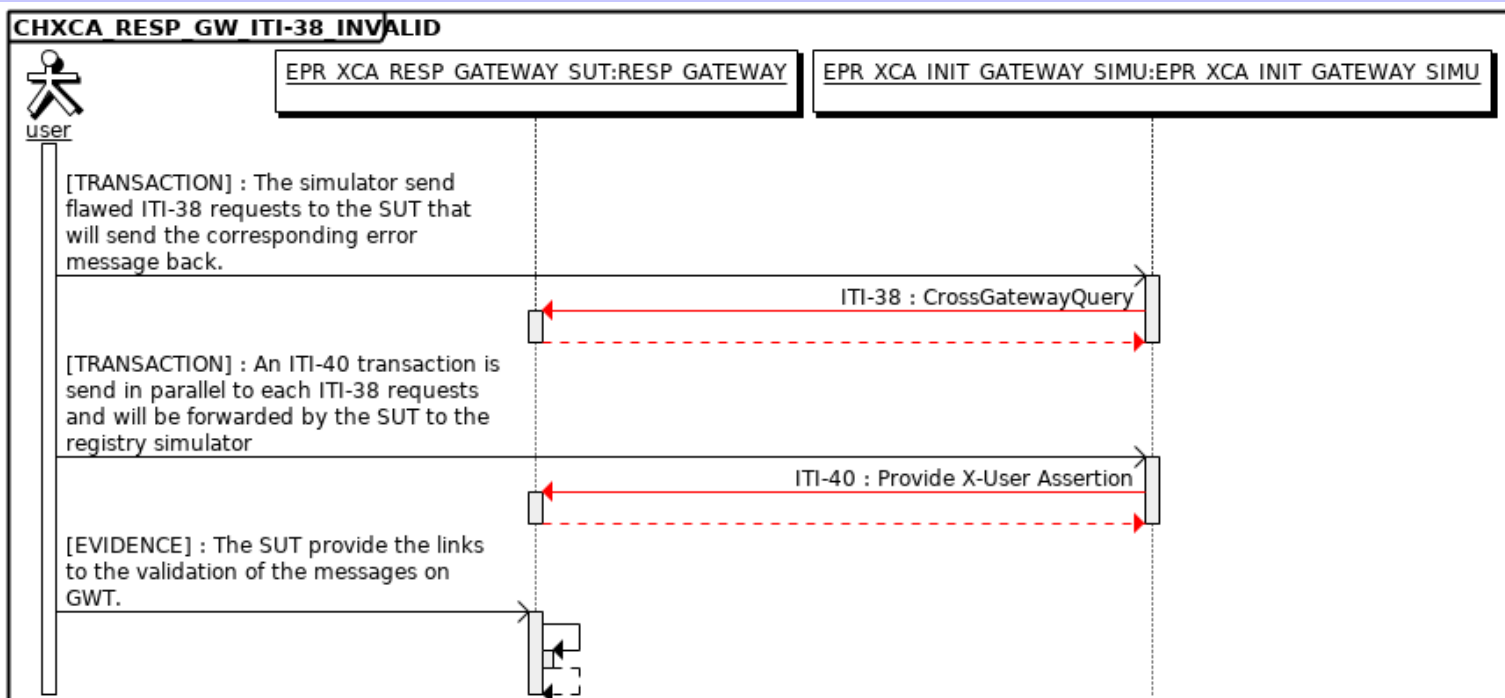 CHXCA_RESP_GW_ITI-38_INVALID
EPR_XCA_RESP_GATEWAY_SUT:RESP_GATEWAY
EPR_XCA_INIT_GATEWAY_SIMU:EPR_XCA_INIT_GATEWAY_SIMU
user
[TRANSACTION] : The simulator send
flawed ITI-38 requests to the SUT that
will send the corresponding error
message back.
ITI-38 : CrossGatewayQuery
[TRANSACTION] : An ITI-40 transaction is
send in parallel to each ITI-38 requests
and will be forwarded by the SUT to the
registry simulator
ITI-40 : Provide X-User Assertion
[EVIDENCE] : The SUT provide the links
to the validation of the messages on
GWT.